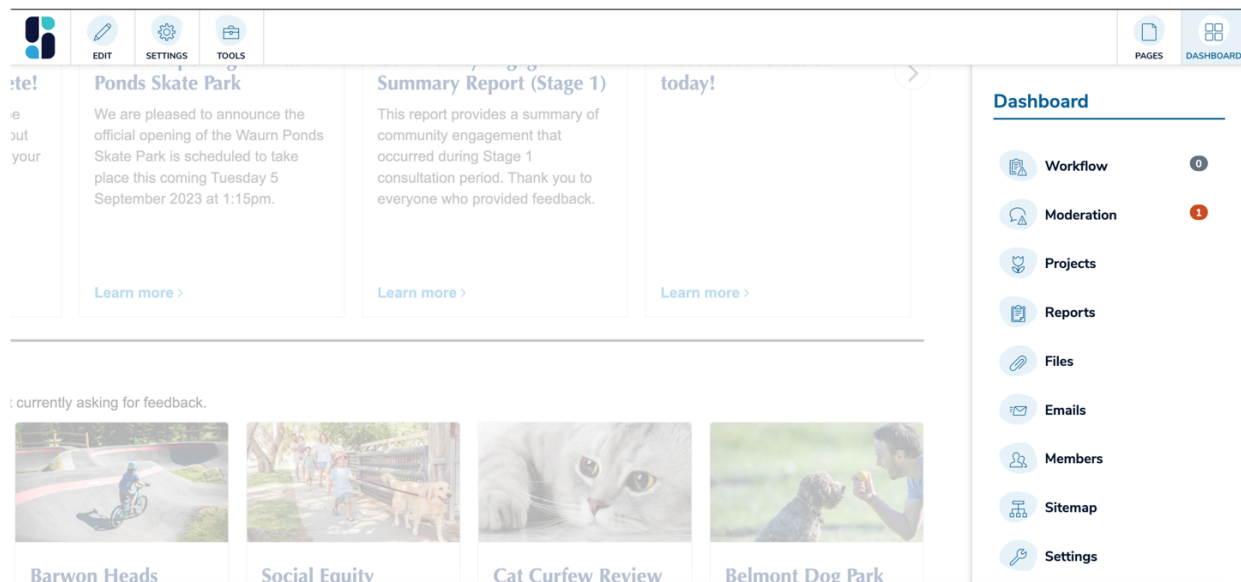 EDIT
SETTINGS
TOOLS
PAGES
DASHBOARD
ete!
out
your
Ponds Skate Park
We are pleased to announce the
official opening of the Waurn Ponds
Skate Park is scheduled to take
place this coming Tuesday 5
September 2023 at 1:15pm.
Learn more >
Summary Report (Stage 1)
This report provides a summary of
community engagement that
occurred during Stage 1
consultation period. Thank you to
everyone who provided feedback.
Learn more >
today!
Learn more >
currently asking for feedback.
Barwon Heads
Social Equity
Cat Curfew Review
Belmont Dog Park
Dashboard
Workflow 0
Moderation 1
Projects
Reports
Files
Emails
Members
Sitemap
Settings